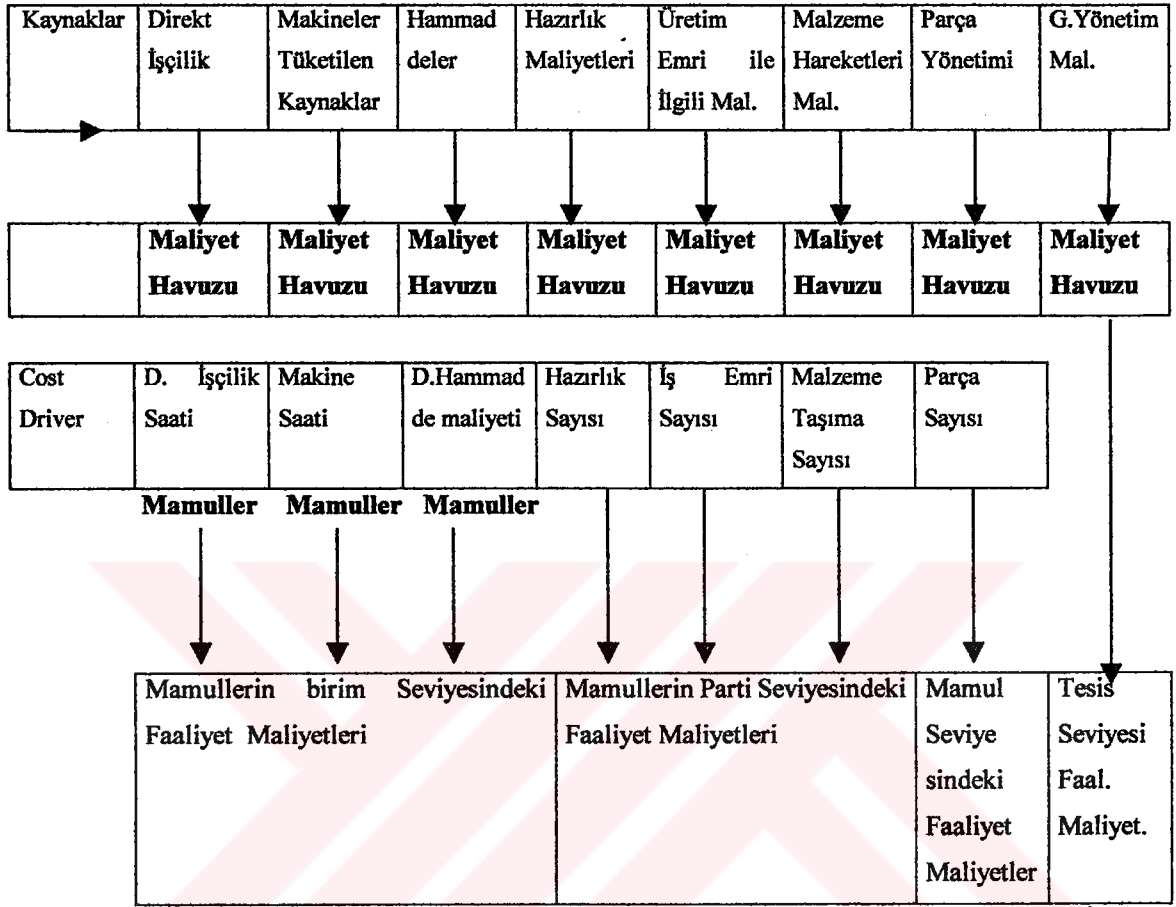 Kaynaklar Direkt İşçilik Makineler Tüketilen Kaynaklar Hammad deler Hazırlık Maliyetleri Üretim Emri ile İlgili Mal. Malzeme Hareketleri Mal. Parça Yönetimi G.Yönetim Mal.
Maliyet Havuzu Maliyet Havuzu Maliyet Havuzu Maliyet Havuzu Maliyet Havuzu Maliyet Havuzu Maliyet Havuzu Maliyet Havuzu
Cost Driver D. İşçilik Saati Makine Saati D.Hammad de maliyeti Hazırlık Sayısı İş Emri Sayısı Malzeme Taşıma Sayısı Parça Sayısı
Mamuller Mamuller Mamuller
Mamullerin birim Seviyesindeki Faaliyet Maliyetleri Mamullerin Parti Seviyesindeki Faaliyet Maliyetleri Mamul Seviye sindeki Faaliyet Maliyetler Tesis Seviyesi Faal. Maliyet.